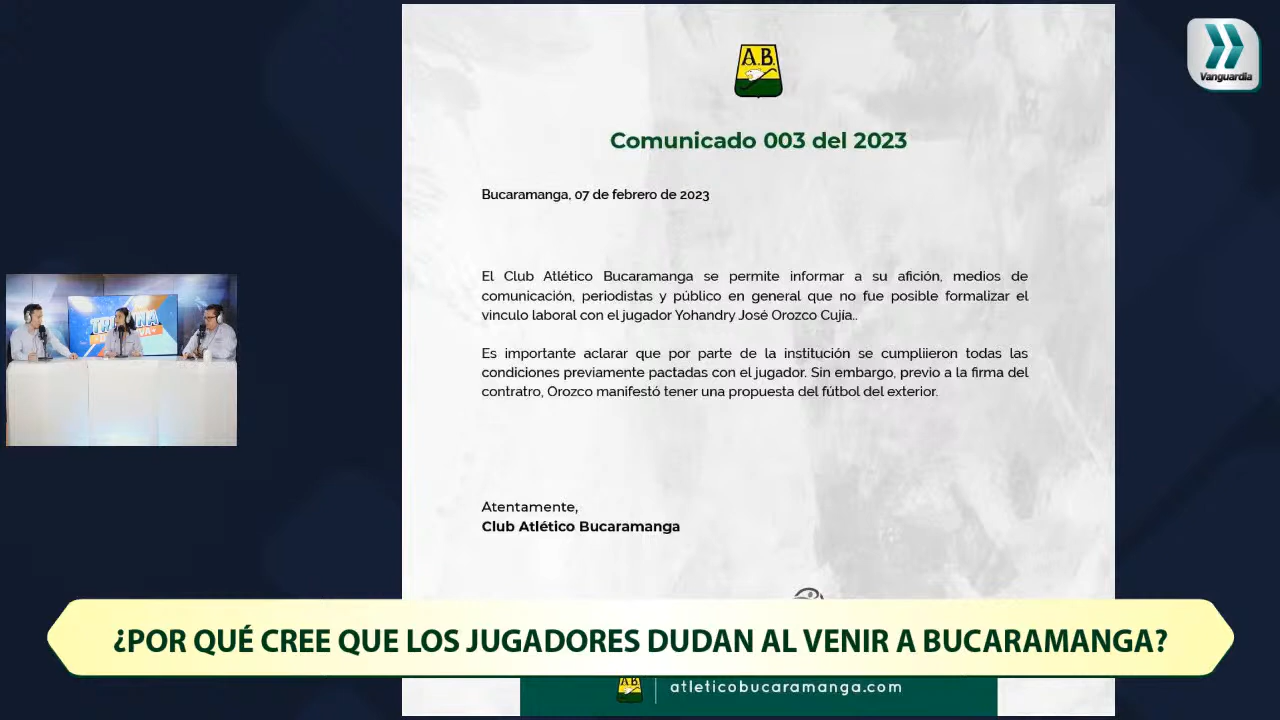 A.B.
Vanguardia
Comunicado 003 del 2023
Bucaramanga, 07 de febrero de 2023
El Club Atlético Bucaramanga se permite informar a su afición, medios de
comunicación, periodistas y público en general que no fue posible formalizar el
vinculo laboral con el jugador Yohandry José Orozco Cujía..
Es importante aclarar que por parte de la institución se cumpliieron todas las
condiciones previamente pactadas con el jugador. Sin embargo, previo a la firma del
contratro, Orozco manifestó tener una propuesta del fútbol del exterior.
Atentamente,
Club Atlético Bucaramanga
¿POR QUÉ CREE QUE LOS JUGADORES DUDAN AL VENIR A BUCARAMANGA?
A.B.
atleticobucaramanga.com